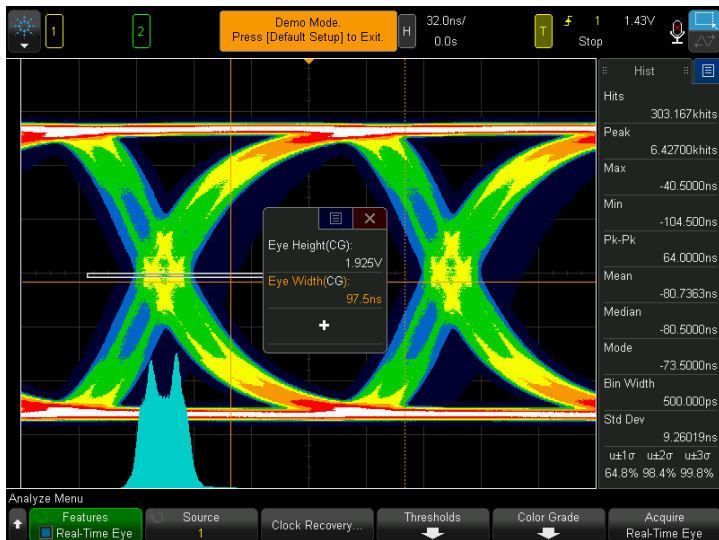 1
2
Demo Mode.
Press [Default Setup] to Exit.
H
32.0ns/
0.0s
T
1
1.43V
Stop
Hist
Hits
303.167khits
Peak
6.42700khits
Max
-40.5000ns
Min
-104.500ns
Pk-Pk
64.0000ns
Mean
-80.7363ns
Median
-80.5000ns
Mode
-73.5000ns
Bin Width
500.000ps
Std Dev
9.26019ns
u±1σ u±2σ u±3σ
64.8% 98.4% 99.8%
Eye Height(CG):
1.925V
Eye Width(CG):
97.5ns
Analyze Menu
Features
Real-Time Eye
Source
1
Clock Recovery...
Thresholds
Color Grade
Acquire
Real-Time Eye